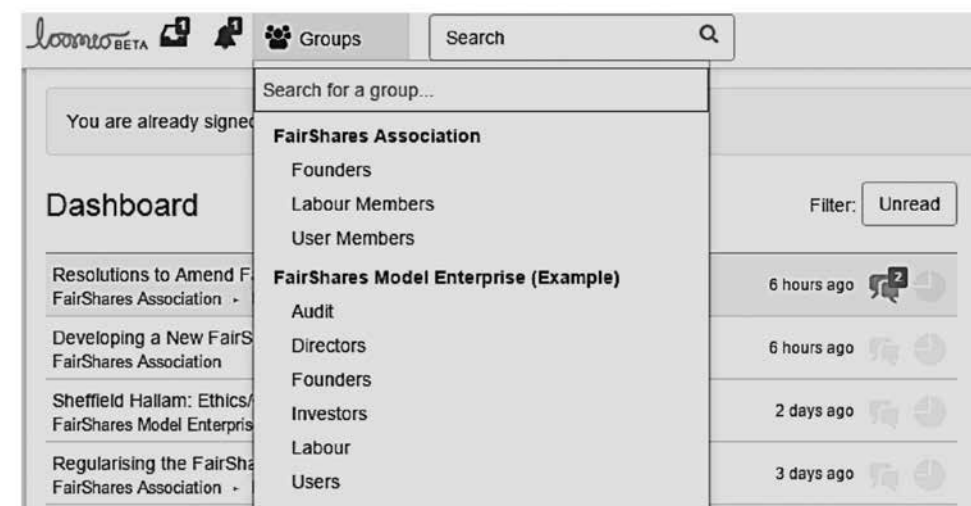 loomio BETA 1 1 Groups Search
Search for a group...
You are already signed
FairShares Association
Founders
Labour Members
User Members
Dashboard
Filter: Unread
FairShares Model Enterprise (Example)
Audit
Directors
Founders
Investors
Labour
Users
Resolutions to Amend F
FairShares Association
6 hours ago 2
Developing a New FairS
FairShares Association
6 hours ago
Sheffield Hallam: Ethics/
FairShares Model Enterpris
2 days ago
Regularising the FairSha
FairShares Association
3 days ago